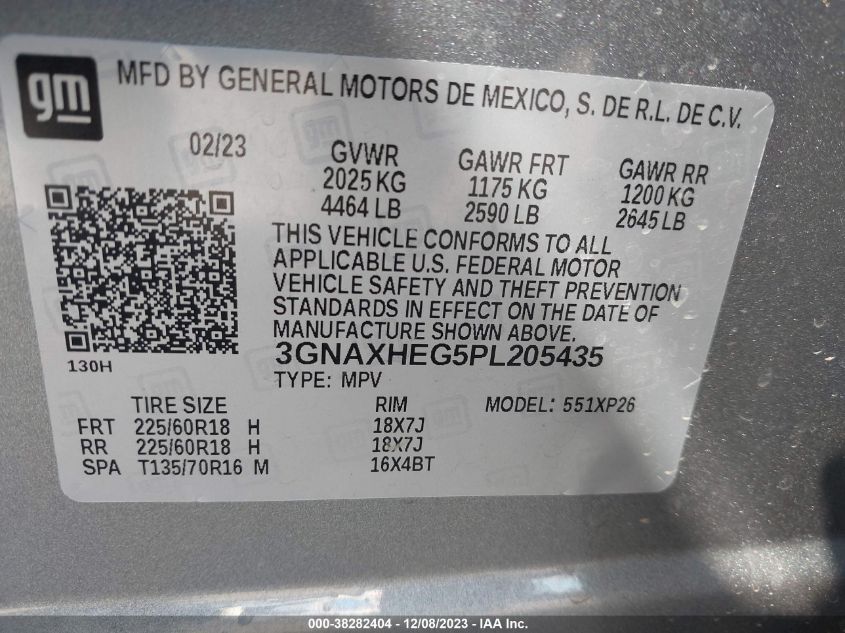 gm
MFD BY GENERAL MOTORS DE MEXICO, S. DE R.L. DE C.V.
02/23 GVWR GAWR FRT GAWR RR
2025 KG 1175 KG 1200 KG
4464 LB 2590 LB 2645 LB
THIS VEHICLE CONFORMS TO ALL
APPLICABLE U.S. FEDERAL MOTOR
VEHICLE SAFETY AND THEFT PREVENTION
STANDARDS IN EFFECT ON THE DATE OF
MANUFACTURE SHOWN ABOVE.
3GNAXHEG5PL205435
130H
TYPE: MPV
TIRE SIZE RIM MODEL: 551XP26
FRT 225/60R18 H 18X7J
RR 225/60R18 H 18X7J
SPA T135/70R16 M 16X4BT
000-38282404 - 12/08/2023 - IAA Inc.